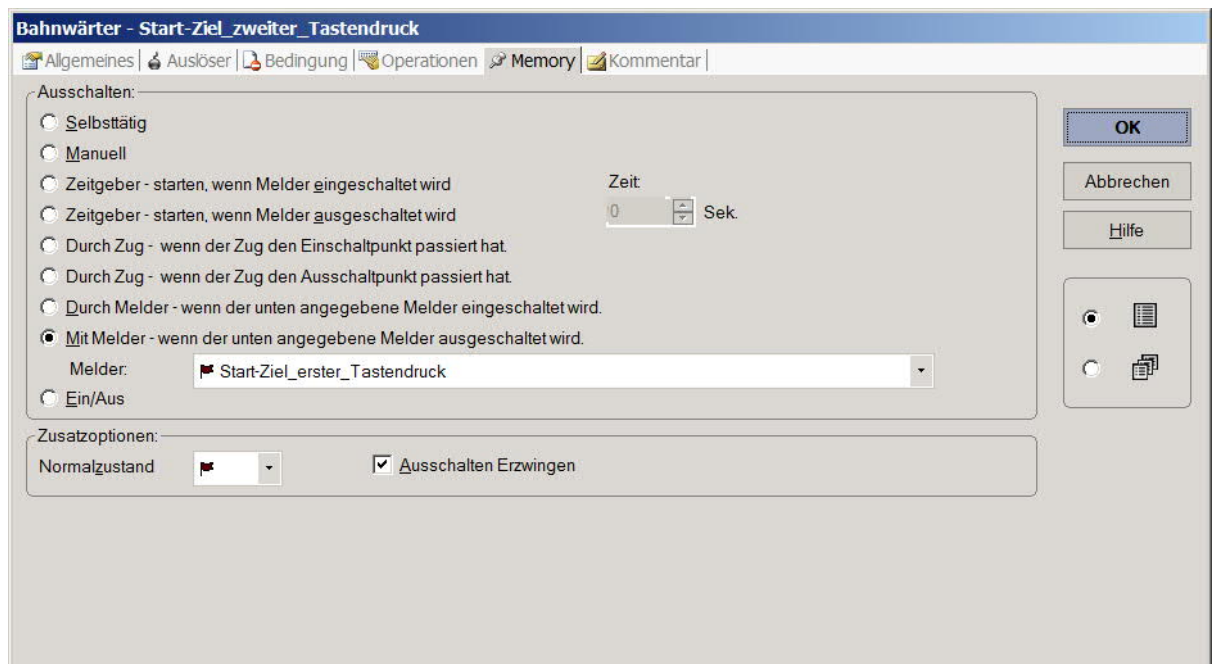 Bahnwärter - Start-Ziel_zweiter_Tastendruck
Allgemeines Auslöser Bedingung Operationen Memory Kommentar
Ausschalten:
Selbsttätig
Manuell
Zeitgeber - starten, wenn Melder eingeschaltet wird
Zeit:
Zeitgeber - starten, wenn Melder ausgeschaltet wird
0 Sek.
Durch Zug - wenn der Zug den Einschaltpunkt passiert hat.
Durch Zug - wenn der Zug den Ausschaltpunkt passiert hat.
Durch Melder - wenn der unten angegebene Melder eingeschaltet wird.
Mit Melder - wenn der unten angegebene Melder ausgeschaltet wird.
Melder: Start-Ziel_erster_Tastendruck
Ein/Aus
Zusatzoptionen:
Normalzustand
Ausschalten Erzwingen
OK
Abbrechen
Hilfe